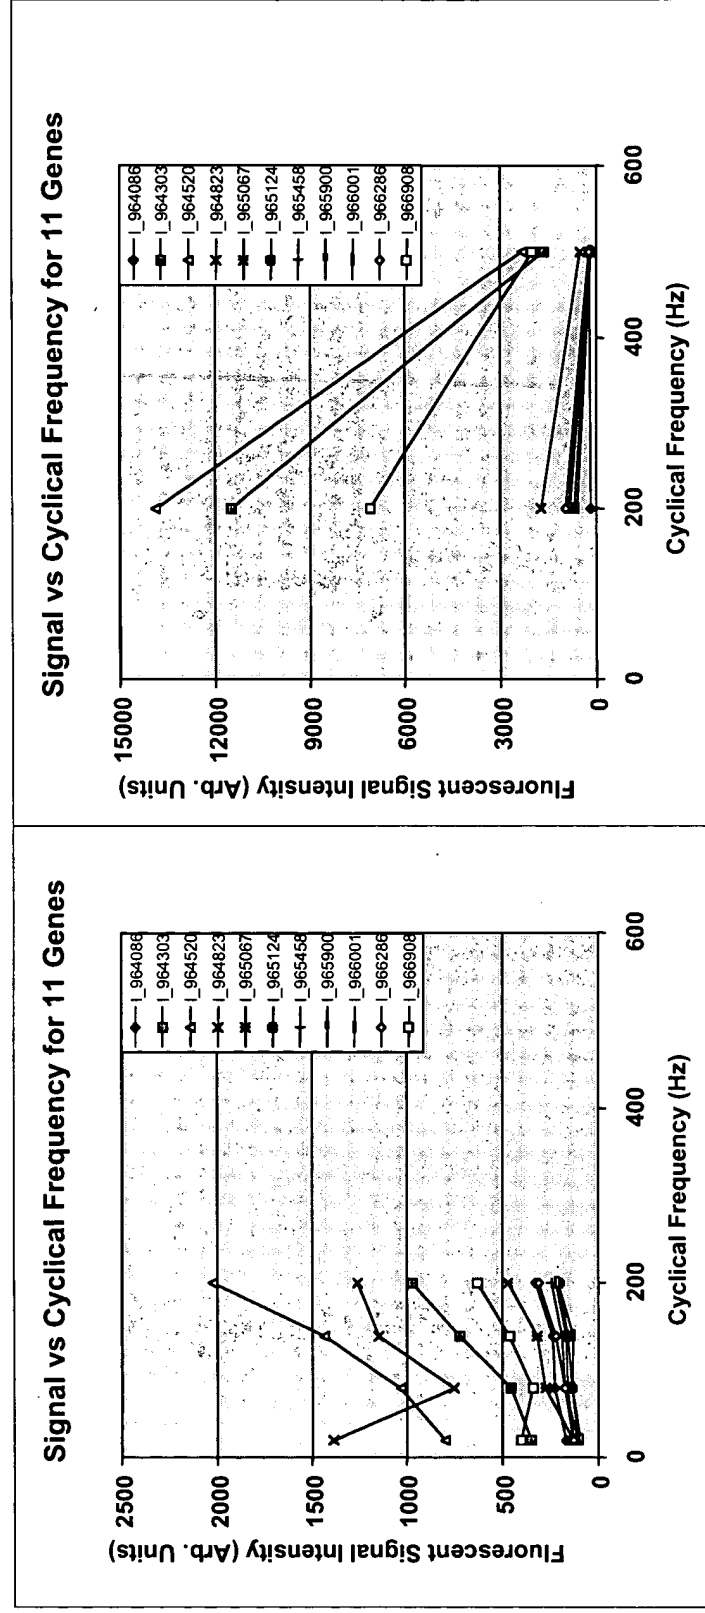 Signal vs Cyclical Frequency for 11 Genes
Fluorescent Signal Intensity (Arb. Units)
2500
2000
1500
1000
500
0
0
200
400
600
Cyclical Frequency (Hz)
I_964086
I_964303
I_964520
I_964823
I_965067
I_965124
I_965458
I_965900
I_966001
I_966286
I_966908
Signal vs Cyclical Frequency for 11 Genes
Fluorescent Signal Intensity (Arb. Units)
15000
12000
9000
6000
3000
0
0
200
400
600
Cyclical Frequency (Hz)
I_964086
I_964303
I_964520
I_964823
I_965067
I_965124
I_965458
I_965900
I_966001
I_966286
I_966908